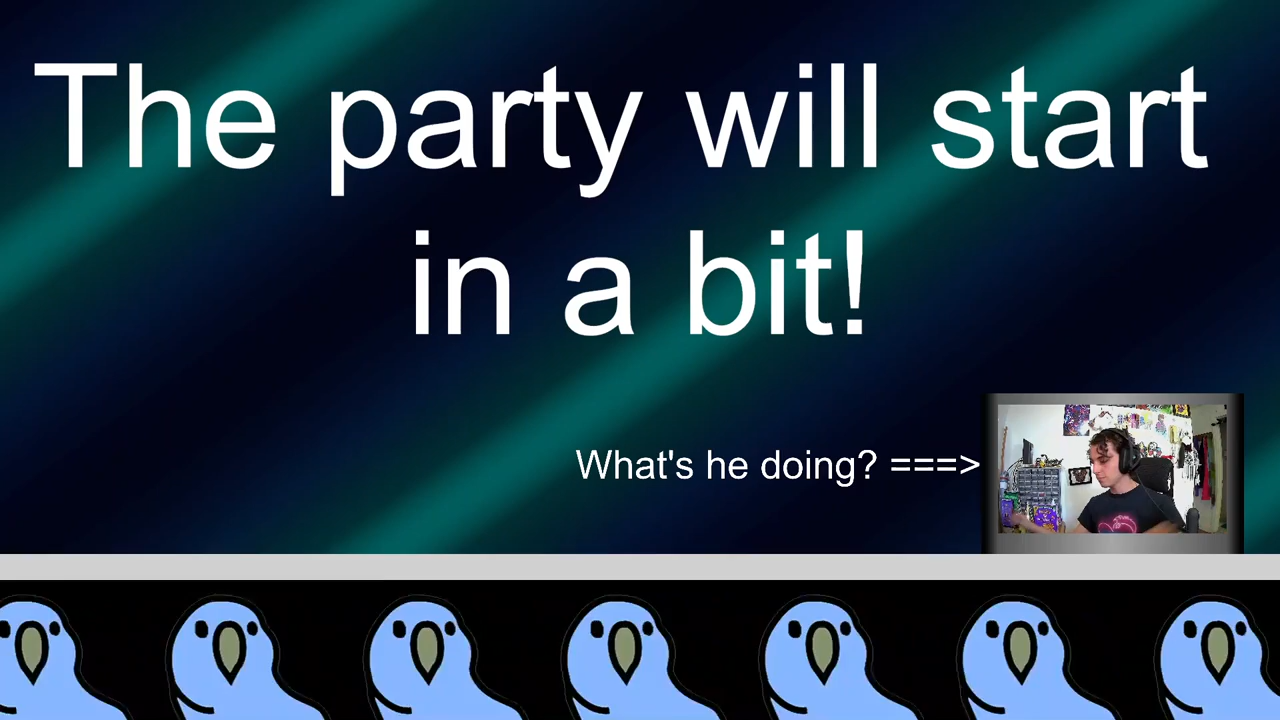 The party will start
in a bit!
What's he doing? ===>